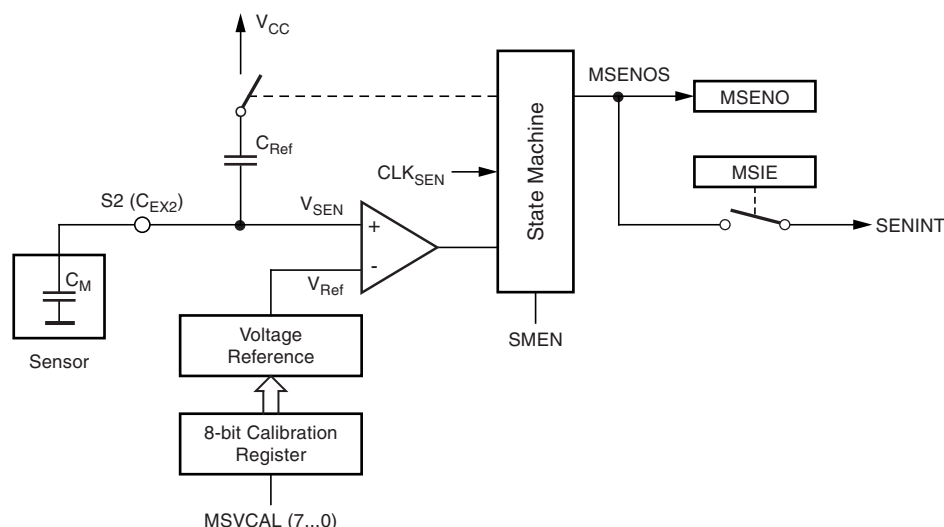 V_CC
MSENOS
MSENO
C_Ref
State Machine
CLK_SEN
MSIE
S2 (C_EX2)
V_SEN
+
SENINT
-
C_M
V_Ref
Voltage
Reference
SMEN
Sensor
8-bit Calibration
Register
MSVCAL (7...0)